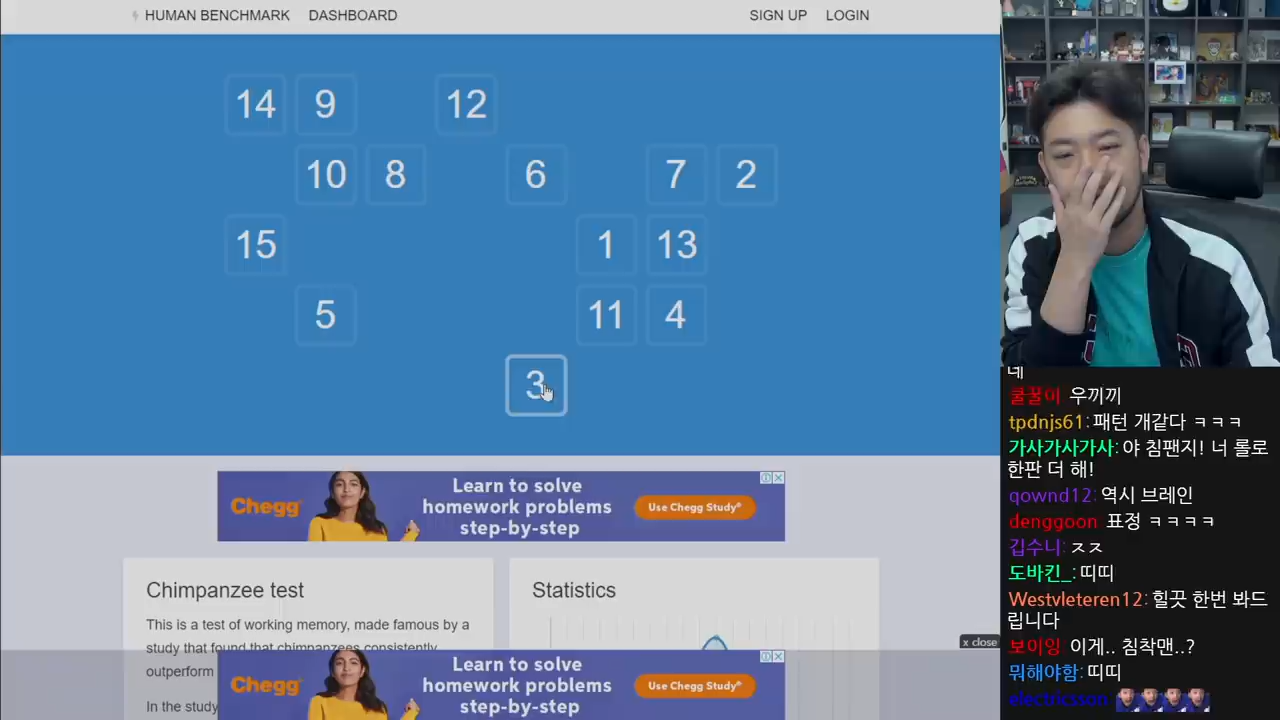 HUMAN BENCHMARK DASHBOARD SIGN UP LOGIN
14 9 12
10 8 6 7 2
15 1 13
5 11 4
3
Chegg
Learn to solve
homework problems
step-by-step
Use Chegg Study®
Chimpanzee test
This is a test of working memory, made famous by a
study that found that chimpanzees consistently
outperform
In the study
Statistics
x close
Chegg
Learn to solve
homework problems
step-by-step
Use Chegg Study®
네
쿨꿀이 우끼끼
tpdnjs61: 패턴 개같다 ㅋㅋㅋ
가사가사가사: 야 침팬지! 너 롤로
한판 더 해!
qownd12: 역시 브레인
denggoon 표정 ㅋㅋㅋㅋ
깁수니: ㅈㅈ
도바킨_: 띠띠
Westvleteren12: 힐끗 한번 봐드
립니다
보이잉 이게.. 침착맨..?
뭐해야함: 띠띠
electricsson